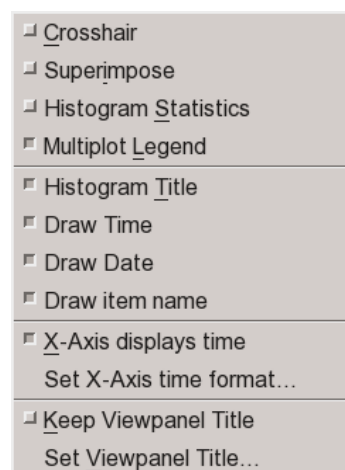 Crosshair
Superimpose
Histogram Statistics
Multiplot Legend
Histogram Title
Draw Time
Draw Date
Draw item name
X-Axis displays time
Set X-Axis time format...
Keep Viewpanel Title
Set Viewpanel Title...